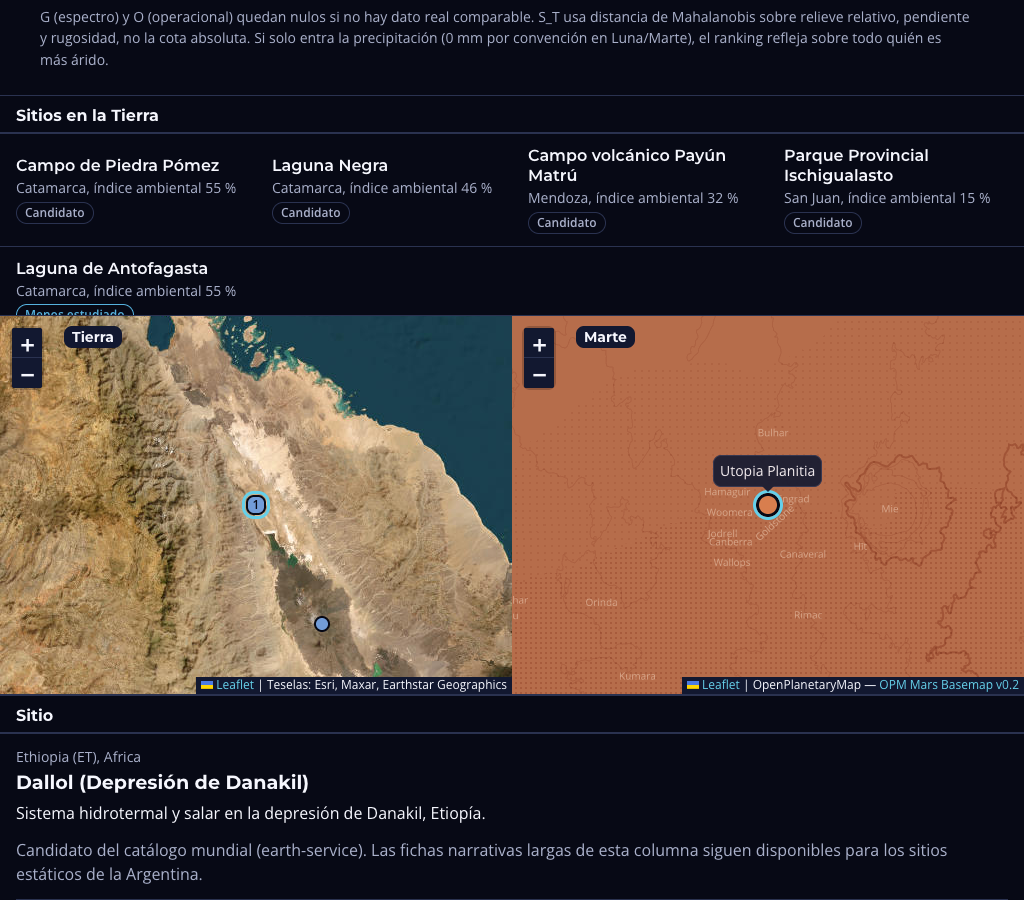 G (espectro) y O (operacional) quedan nulos si no hay dato real comparable. S_T usa distancia de Mahalanobis sobre relieve relativo, pendiente
y rugosidad, no la cota absoluta. Si solo entra la precipitación (0 mm por convención en Luna/Marte), el ranking refleja sobre todo quién es
más árido.
Sitios en la Tierra
Campo de Piedra Pómez
Catamarca, índice ambiental 55 %
Candidato
Laguna Negra
Catamarca, índice ambiental 46 %
Candidato
Campo volcánico Payún
Matrú
Mendoza, índice ambiental 32 %
Candidato
Parque Provincial
Ischigualasto
San Juan, índice ambiental 15 %
Candidato
Laguna de Antofagasta
Catamarca, índice ambiental 55 %
Menos estudiado
+
−
Tierra
1
Leaflet | Teselas: Esri, Maxar, Earthstar Geographics
+
−
Marte
Bulhar
Utopia Planitia
Hamaguir
Woomera
Goldstone
Mie
Jodrell
Canberra
Hit
Canaveral
Wallops
Orinda
Rimac
Kumara
Leaflet | OpenPlanetaryMap — OPM Mars Basemap v0.2
Sitio
Ethiopia (ET), Africa
Dallol (Depresión de Danakil)
Sistema hidrotermal y salar en la depresión de Danakil, Etiopía.
Candidato del catálogo mundial (earth-service). Las fichas narrativas largas de esta columna siguen disponibles para los sitios
estáticos de la Argentina.